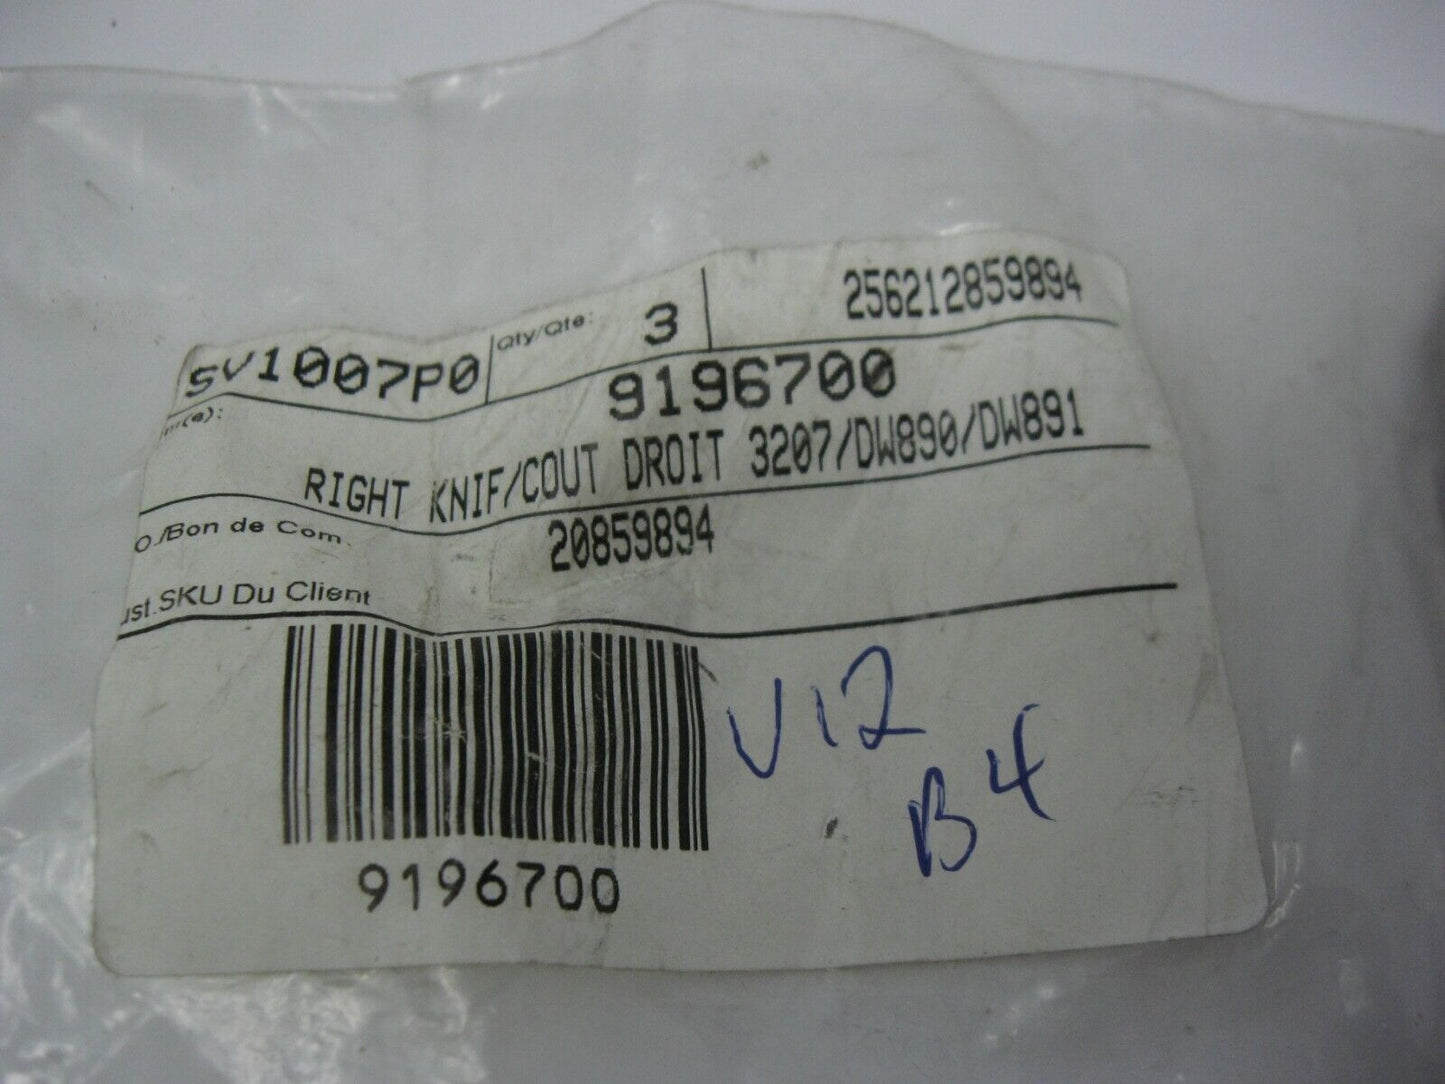 SV1007P0 Qty/Qte: 3 256212859894
9196700
RIGHT KNIF/COUT DROIT 3207/DW890/DW891
O./Bon de Com. 20859894
ust.SKU Du Client
9196700
V12
B4